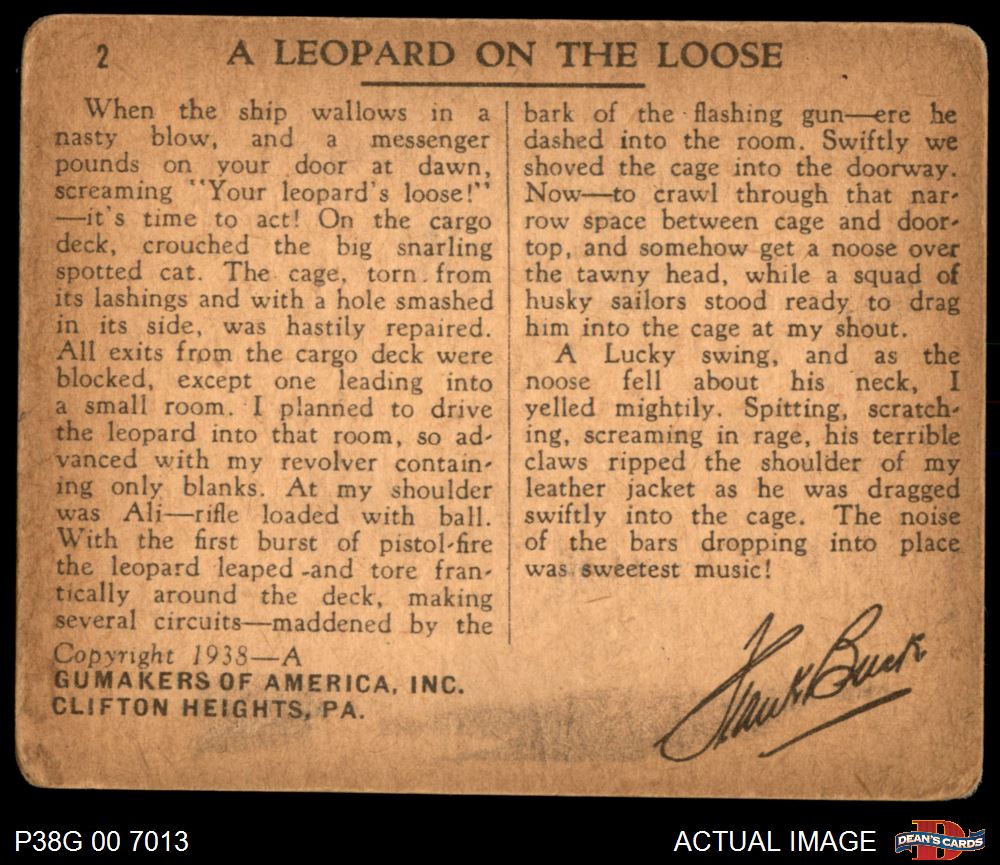 2 A LEOPARD ON THE LOOSE
When the ship wallows in a
nasty blow, and a messenger
pounds on your door at dawn,
screaming "Your leopard's loose!"
—it's time to act! On the cargo
deck, crouched the big snarling
spotted cat. The cage, torn from
its lashings and with a hole smashed
in its side, was hastily repaired.
All exits from the cargo deck were
blocked, except one leading into
a small room. I planned to drive
the leopard into that room, so ad-
vanced with my revolver contain-
ing only blanks. At my shoulder
was Ali—rifle loaded with ball.
With the first burst of pistol-fire
the leopard leaped and tore fran-
tically around the deck, making
several circuits—maddened by the
bark of the flashing gun—ere he
dashed into the room. Swiftly we
shoved the cage into the doorway.
Now—to crawl through that nar-
row space between cage and door-
top, and somehow get a noose over
the tawny head, while a squad of
husky sailors stood ready to drag
him into the cage at my shout.
A Lucky swing, and as the
noose fell about his neck, I
yelled mightily. Spitting, scratch-
ing, screaming in rage, his terrible
claws ripped the shoulder of my
leather jacket as he was dragged
swiftly into the cage. The noise
of the bars dropping into place
was sweetest music!
Copyright 1938—A
GUMAKERS OF AMERICA, INC.
CLIFTON HEIGHTS, PA.
Frank Buck
P38G 00 7013
ACTUAL IMAGE
D
DEAN'S CARDS